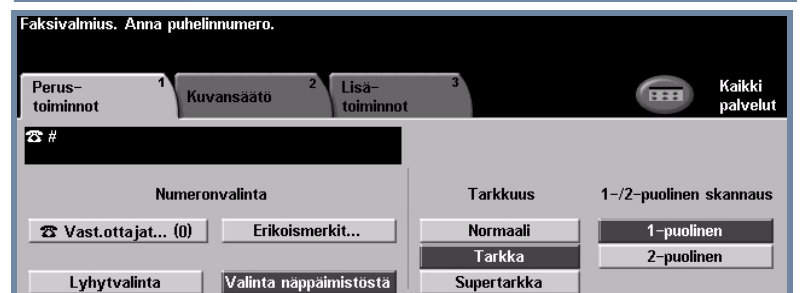 Faksivalmius. Anna puhelinnumero.
Perus-
toiminnot
1
Kuvansäätö
2
Lisä-
toiminnot
3
Kaikki
palvelut
☎ #
Numeronvalinta
☎ Vast.ottajat... (0)
Erikoismerkit...
Lyhytvalinta
Valinta näppäimistöstä
Tarkkuus
Normaali
Tarkka
Supertarkka
1-/2-puolinen skannaus
1-puolinen
2-puolinen